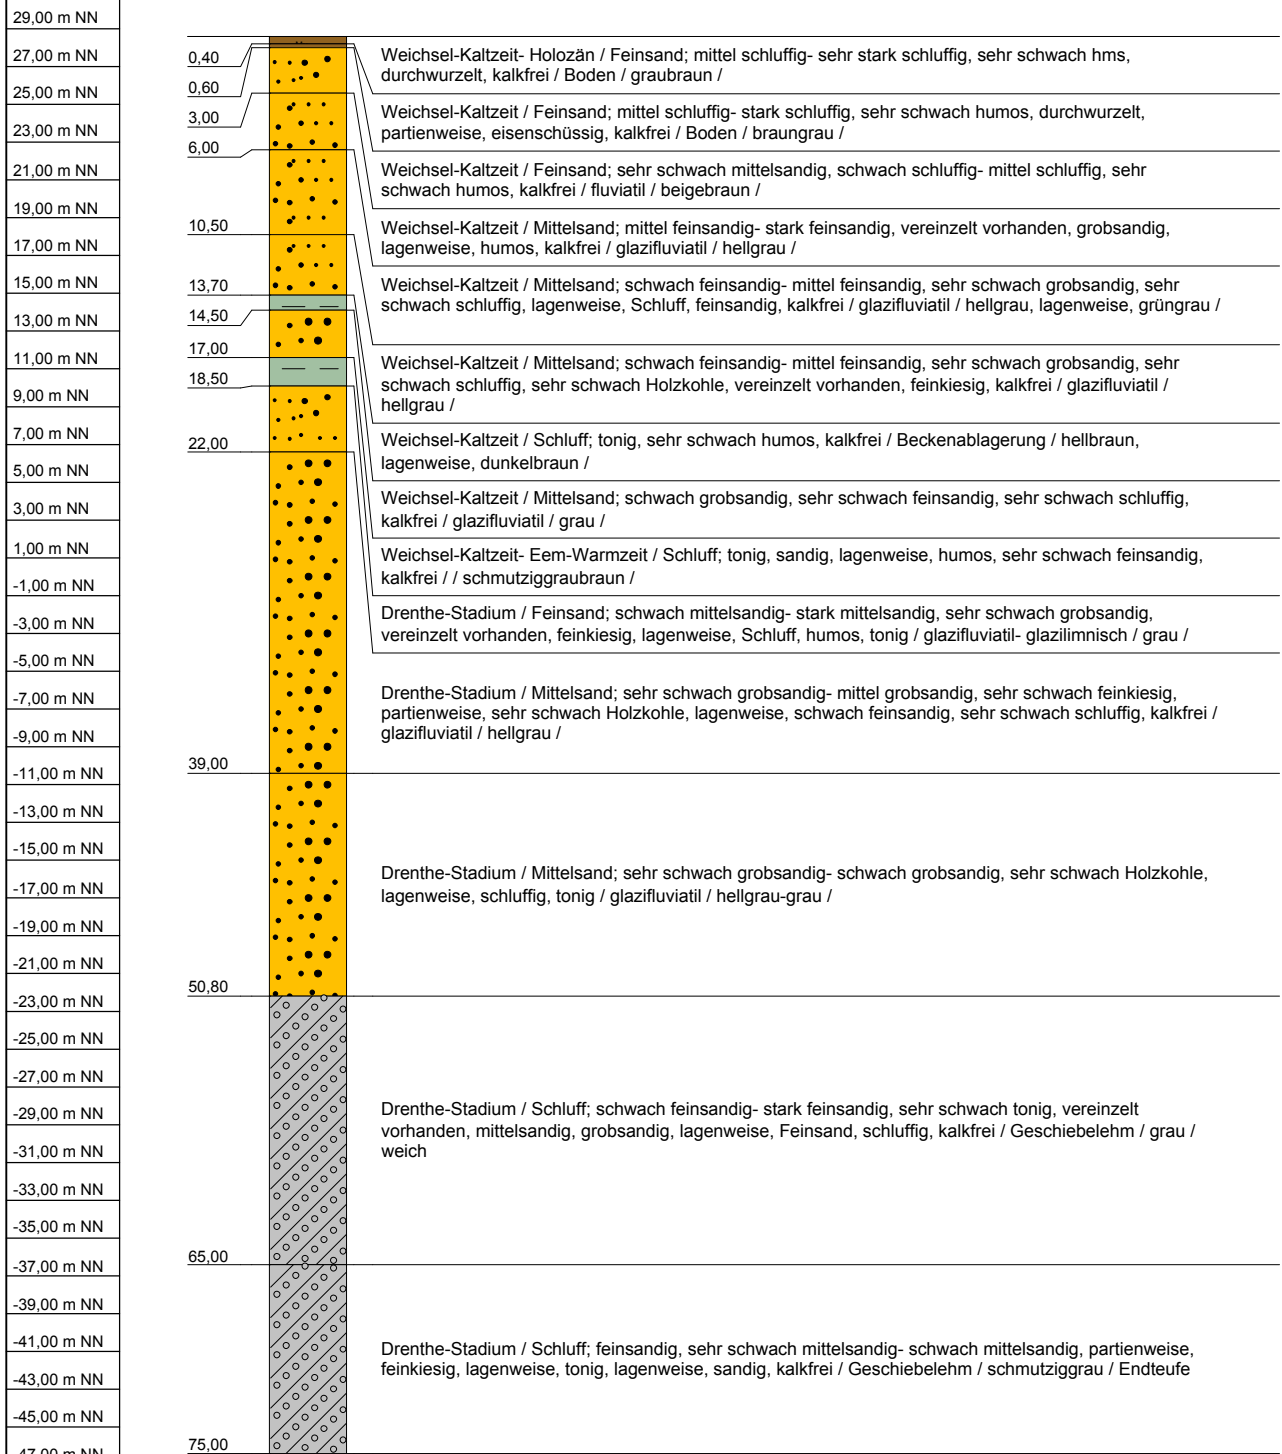 29,00 m NN
27,00 m NN
25,00 m NN
23,00 m NN
21,00 m NN
19,00 m NN
17,00 m NN
15,00 m NN
13,00 m NN
11,00 m NN
9,00 m NN
7,00 m NN
5,00 m NN
3,00 m NN
1,00 m NN
-1,00 m NN
-3,00 m NN
-5,00 m NN
-7,00 m NN
-9,00 m NN
-11,00 m NN
-13,00 m NN
-15,00 m NN
-17,00 m NN
-19,00 m NN
-21,00 m NN
-23,00 m NN
-25,00 m NN
-27,00 m NN
-29,00 m NN
-31,00 m NN
-33,00 m NN
-35,00 m NN
-37,00 m NN
-39,00 m NN
-41,00 m NN
-43,00 m NN
-45,00 m NN
-47,00 m NN
0,40
0,60
3,00
6,00
10,50
13,70
14,50
17,00
18,50
22,00
39,00
50,80
65,00
75,00
Weichsel-Kaltzeit- Holozän / Feinsand; mittel schluffig- sehr stark schluffig, sehr schwach hms,
durchwurzelt, kalkfrei / Boden / graubraun /
Weichsel-Kaltzeit / Feinsand; mittel schluffig- stark schluffig, sehr schwach humos, durchwurzelt,
partienweise, eisenschüssig, kalkfrei / Boden / braungrau /
Weichsel-Kaltzeit / Feinsand; sehr schwach mittelsandig, schwach schluffig- mittel schluffig, sehr
schwach humos, kalkfrei / fluviatil / beigebraun /
Weichsel-Kaltzeit / Mittelsand; mittel feinsandig- stark feinsandig, vereinzelt vorhanden, grobsandig,
lagenweise, humos, kalkfrei / glazifluviatil / hellgrau /
Weichsel-Kaltzeit / Mittelsand; schwach feinsandig- mittel feinsandig, sehr schwach grobsandig, sehr
schwach schluffig, lagenweise, Schluff, feinsandig, kalkfrei / glazifluviatil / hellgrau, lagenweise, grüngrau /
Weichsel-Kaltzeit / Mittelsand; schwach feinsandig- mittel feinsandig, sehr schwach grobsandig, sehr
schwach schluffig, sehr schwach Holzkohle, vereinzelt vorhanden, feinkiesig, kalkfrei / glazifluviatil /
hellgrau /
Weichsel-Kaltzeit / Schluff; tonig, sehr schwach humos, kalkfrei / Beckenablagerung / hellbraun,
lagenweise, dunkelbraun /
Weichsel-Kaltzeit / Mittelsand; schwach grobsandig, sehr schwach feinsandig, sehr schwach schluffig,
kalkfrei / glazifluviatil / grau /
Weichsel-Kaltzeit- Eem-Warmzeit / Schluff; tonig, sandig, lagenweise, humos, sehr schwach feinsandig,
kalkfrei / / schmutziggraubraun /
Drenthe-Stadium / Feinsand; schwach mittelsandig- stark mittelsandig, sehr schwach grobsandig,
vereinzelt vorhanden, feinkiesig, lagenweise, Schluff, humos, tonig / glazifluviatil- glazilimnisch / grau /
Drenthe-Stadium / Mittelsand; sehr schwach grobsandig- mittel grobsandig, sehr schwach feinkiesig,
partienweise, sehr schwach Holzkohle, lagenweise, schwach feinsandig, sehr schwach schluffig, kalkfrei /
glazifluviatil / hellgrau /
Drenthe-Stadium / Mittelsand; sehr schwach grobsandig- schwach grobsandig, sehr schwach Holzkohle,
lagenweise, schluffig, tonig / glazifluviatil / hellgrau-grau /
Drenthe-Stadium / Schluff; schwach feinsandig- stark feinsandig, sehr schwach tonig, vereinzelt
vorhanden, mittelsandig, grobsandig, lagenweise, Feinsand, schluffig, kalkfrei / Geschiebelehm / grau /
weich
Drenthe-Stadium / Schluff; feinsandig, sehr schwach mittelsandig- schwach mittelsandig, partienweise,
feinkiesig, lagenweise, tonig, lagenweise, sandig, kalkfrei / Geschiebelehm / schmutziggrau / Endteufe